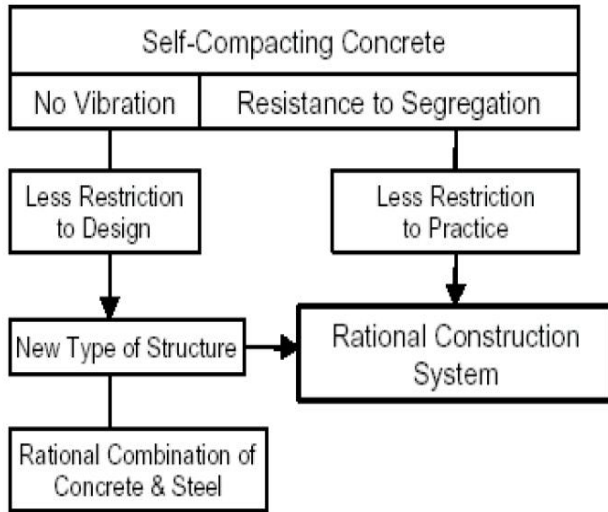 Self-Compacting Concrete
No Vibration
Resistance to Segregation
Less Restriction
to Design
Less Restriction
to Practice
New Type of Structure
Rational Construction
System
Rational Combination of
Concrete & Steel